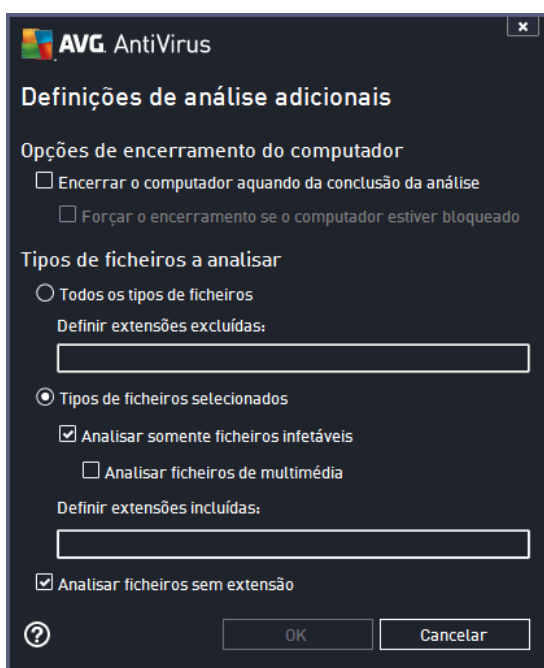 x
AVG. AntiVirus
Definições de análise adicionais
Opções de encerramento do computador
Encerrar o computador aquando da conclusão da análise
Forçar o encerramento se o computador estiver bloqueado
Tipos de ficheiros a analisar
Todos os tipos de ficheiros
Definir extensões excluídas:
Tipos de ficheiros selecionados
Analisar somente ficheiros infetáveis
Analisar ficheiros de multimédia
Definir extensões incluídas:
Analisar ficheiros sem extensão
? OK Cancelar